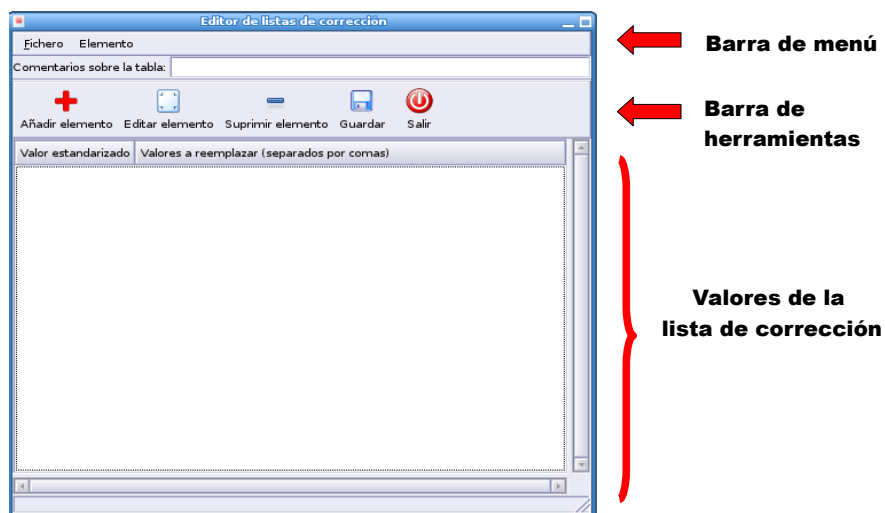 Editor de listas de corrección
Fichero Elemento
Barra de menú
Comentarios sobre la tabla:
Añadir elemento Editar elemento Suprimir elemento Guardar Salir
Barra de
herramientas
Valor estandarizado Valores a reemplazar (separados por comas)
Valores de la
lista de corrección